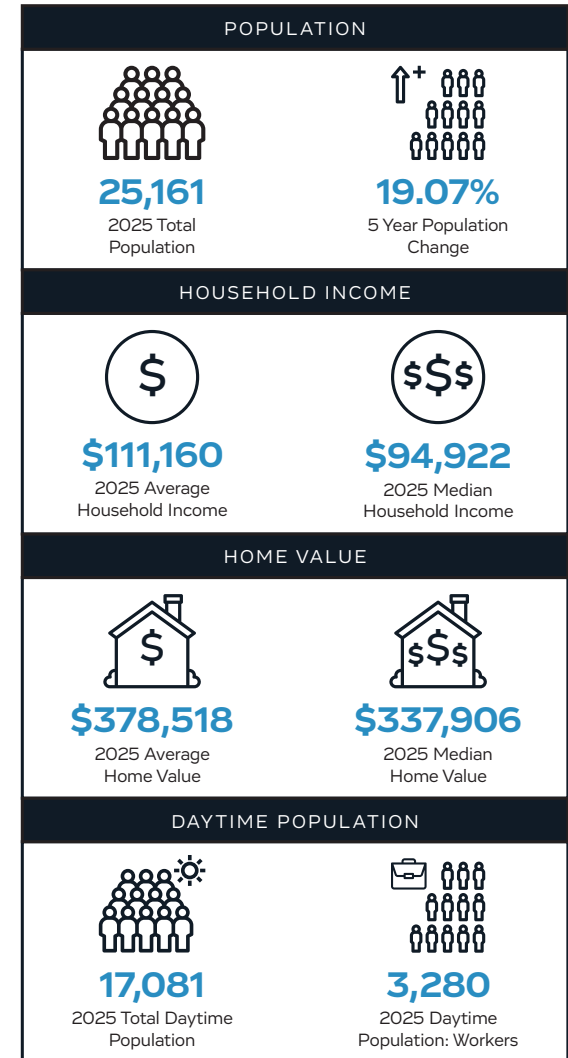 POPULATION
25,161
2025 Total
Population
19.07%
5 Year Population
Change
HOUSEHOLD INCOME
$
$111,160
2025 Average
Household Income
$$$
$94,922
2025 Median
Household Income
HOME VALUE
$
$378,518
2025 Average
Home Value
$$$
$337,906
2025 Median
Home Value
DAYTIME POPULATION
17,081
2025 Total Daytime
Population
3,280
2025 Daytime
Population: Workers